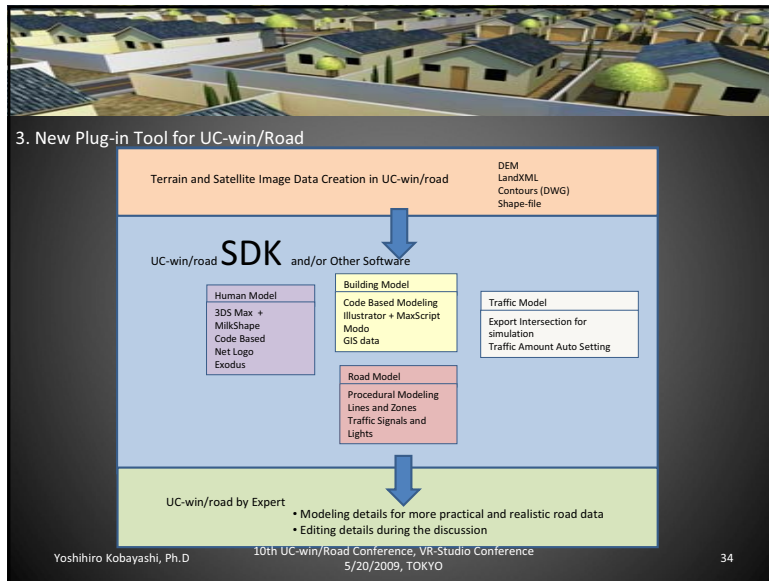 3. New Plug-in Tool for UC-win/Road
Terrain and Satellite Image Data Creation in UC-win/road
DEM
LandXML
Contours (DWG)
Shape-file
UC-win/road SDK and/or Other Software
Human Model
3DS Max +
MilkShape
Code Based
Net Logo
Exodus
Building Model
Code Based Modeling
Illustrator + MaxScript
Modo
GIS data
Traffic Model
Export Intersection for
simulation
Traffic Amount Auto Setting
Road Model
Procedural Modeling
Lines and Zones
Traffic Signals and
Lights
UC-win/road by Expert
• Modeling details for more practical and realistic road data
• Editing details during the discussion
Yoshihiro Kobayashi, Ph.D
10th UC-win/Road Conference, VR-Studio Conference
5/20/2009, TOKYO
34